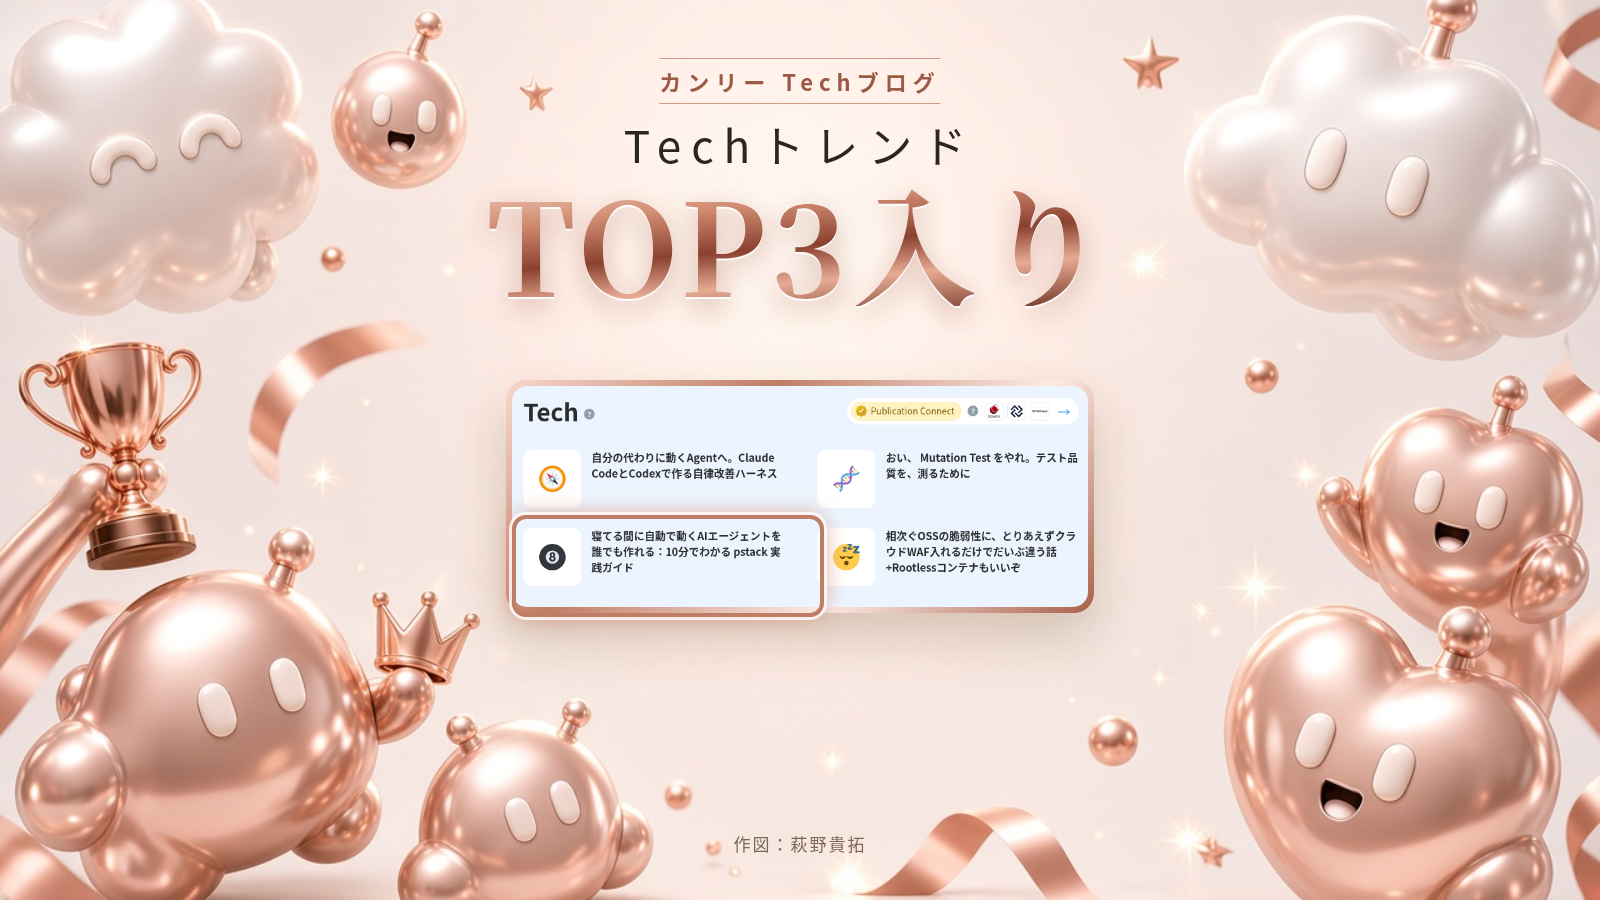 カンリー Techブログ
Techトレンド
TOP3入り
Tech ?
Publication Connect ?
自分の代わりに動くAgentへ。Claude
CodeとCodexで作る自律改善ハーネス
おい、 Mutation Test をやれ。テスト品
質を、測るために
8
寝てる間に自動で動くAIエージェントを
誰でも作れる：10分でわかる pstack 実
践ガイド
zzZ
相次ぐOSSの脆弱性に、とりあえずクラ
ウドWAF入れるだけでだいぶ違う話
+Rootlessコンテナもいいぞ
作図：萩野貴拓